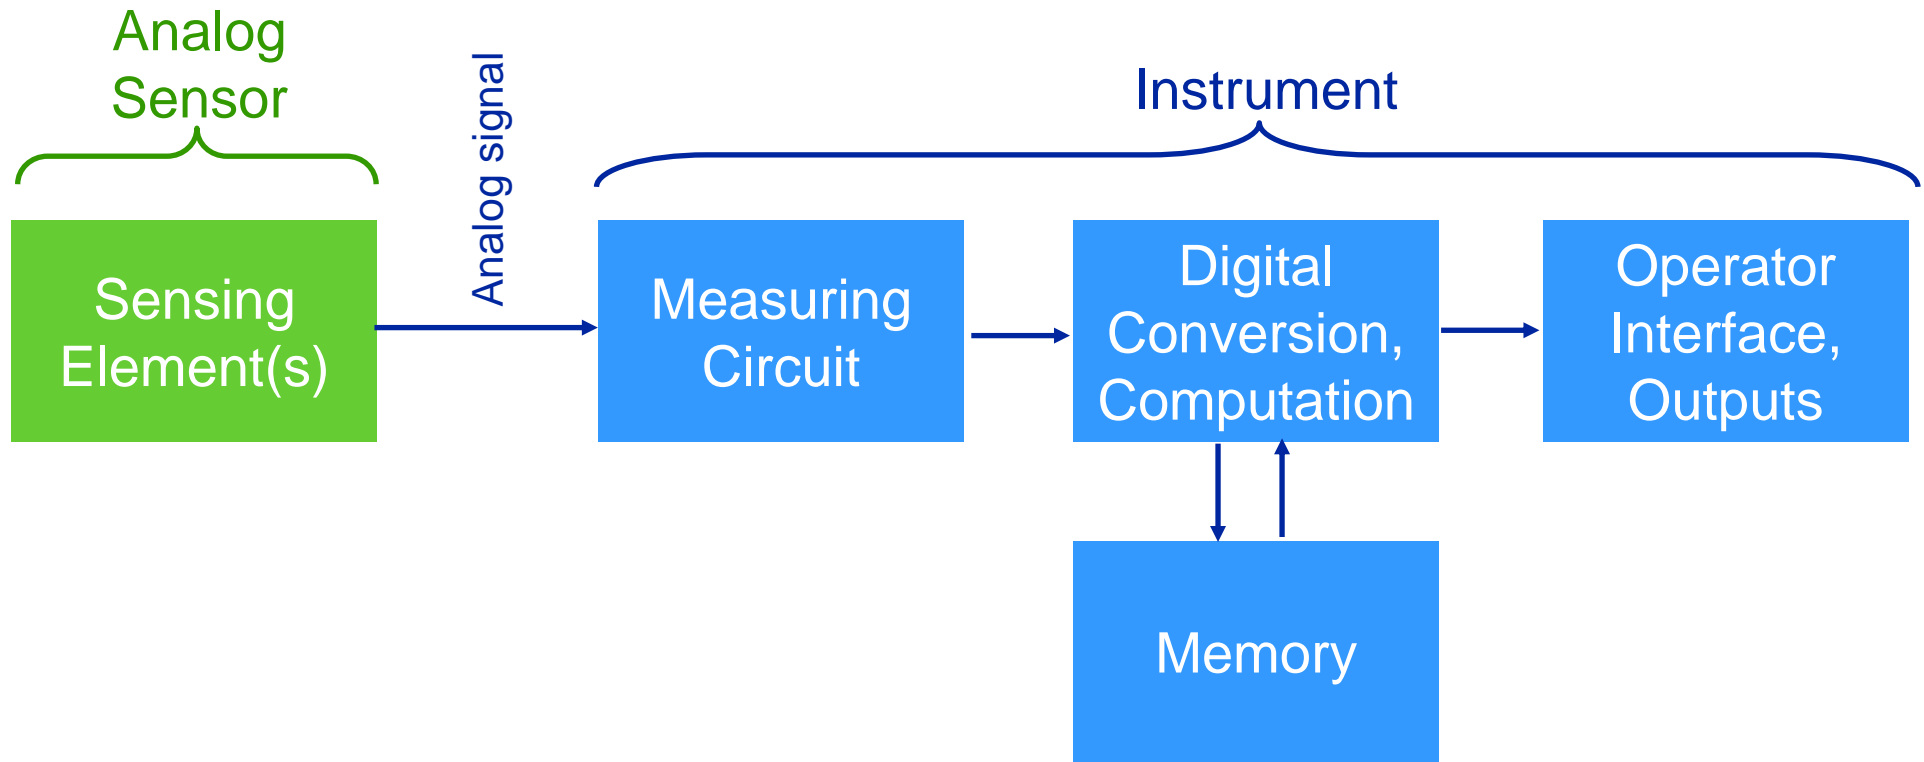 Analog
Sensor
Analog signal
Instrument
Sensing
Element(s)
Measuring
Circuit
Digital
Conversion,
Computation
Operator
Interface,
Outputs
Memory